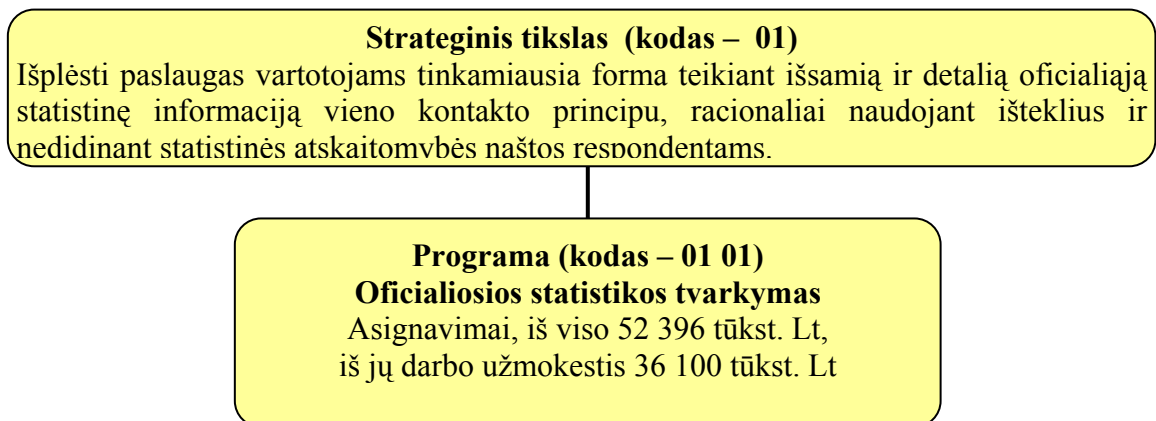 Strateginis tikslas (kodas – 01)
Išplėsti paslaugas vartotojams tinkamiausia forma teikiant išsamią ir detalią oficialiąją
statistinę informaciją vieno kontakto principu, racionaliai naudojant išteklius ir
nedidinant statistinės atskaitomybės naštos respondentams.
Programa (kodas – 01 01)
Oficialiosios statistikos tvarkymas
Asignavimai, iš viso 52 396 tūkst. Lt,
iš jų darbo užmokestis 36 100 tūkst. Lt